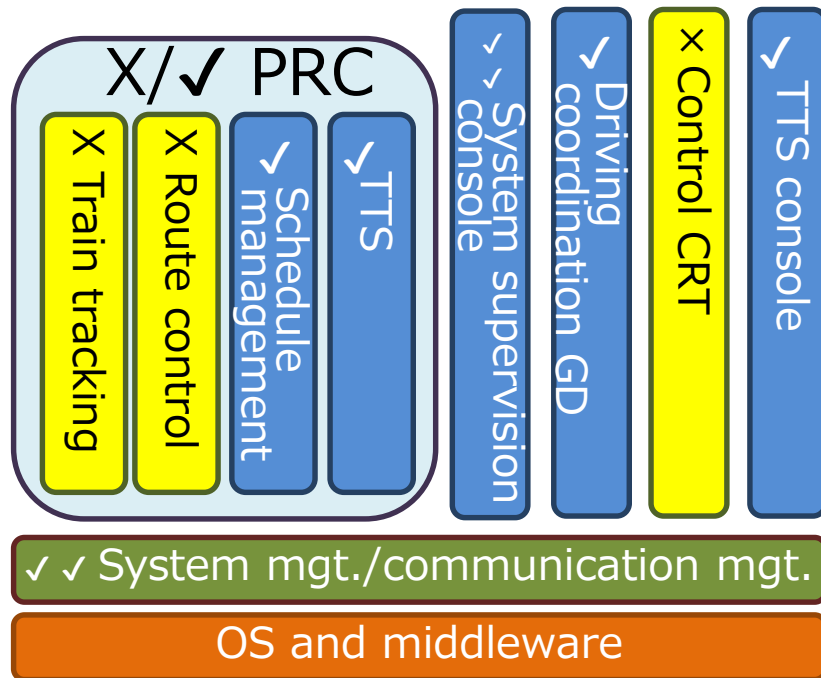 X/✓ PRC
X Train tracking
X Route control
✓ Schedule
management
✓TTS
✓ ✓ System supervision
console
✓ Driving
coordination GD
× Control CRT
✓ TTS console
✓ ✓ System mgt./communication mgt.
OS and middleware